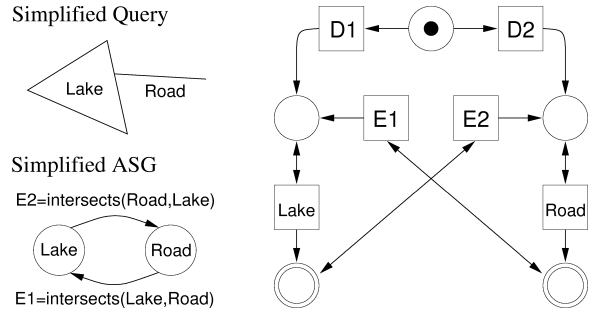 Simplified Query
Lake
Road
Simplified ASG
E2=intersects(Road,Lake)
Lake
Road
E1=intersects(Lake,Road)
D1
D2
E1
E2
Lake
Road